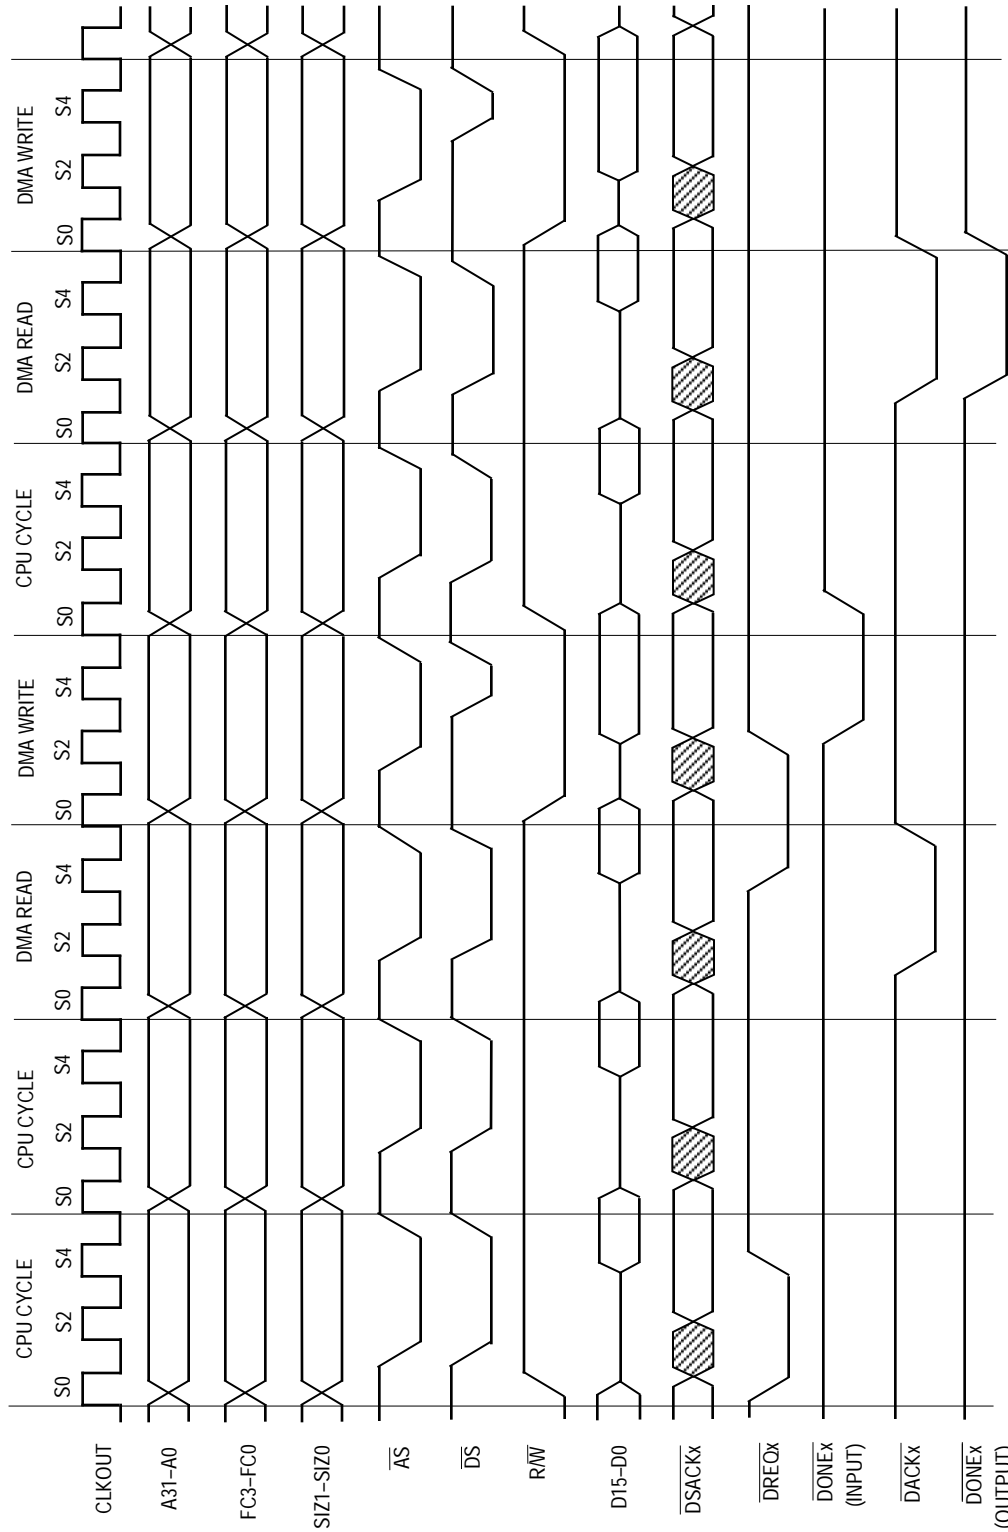 CPU CYCLE
CPU CYCLE
DMA READ
DMA WRITE
CPU CYCLE
DMA READ
DMA WRITE
S0 S2 S4 S0 S2 S4 S0 S2 S4 S0 S2 S4 S0 S2 S4 S0 S2 S4 S0 S2 S4
CLKOUT
A31–A0
FC3–FC0
SIZ1–SIZ0
AS
DS
R/W
D15–D0
DSACKx
DREQx
DONEx
(INPUT)
DACKx
DONEx
(OUTPUT)